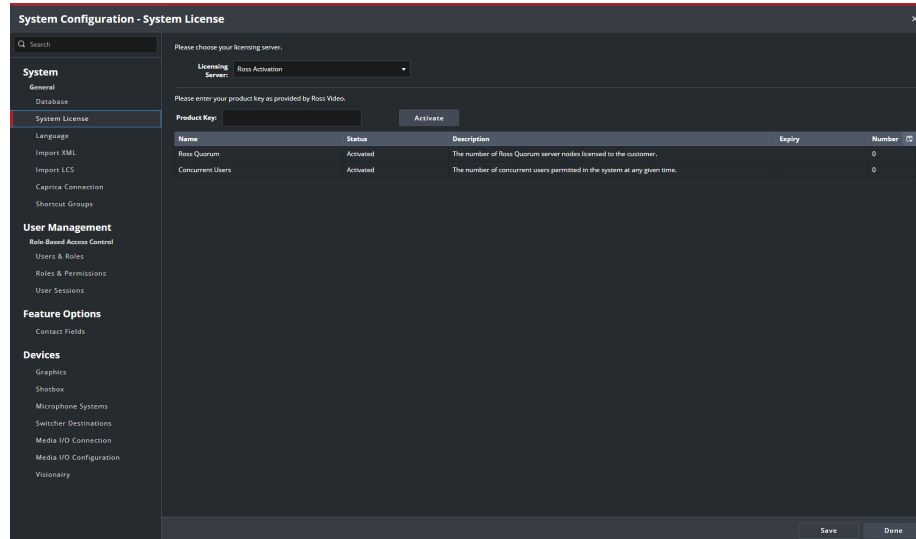 System Configuration - System License
Search
System
General
Database
System License
Language
Import XML
Import LCS
Caprica Connection
Shortcut Groups
User Management
Role-Based Access Control
Users & Roles
Roles & Permissions
User Sessions
Feature Options
Contact Fields
Devices
Graphics
Shotbox
Microphone Systems
Switcher Destinations
Media I/O Connection
Media I/O Configuration
Visionairy
Please choose your licensing server.
Licensing Server: Ross Activation
Please enter your product key as provided by Ross Video.
Product Key: Activate
Name Status Description Expiry Number
Ross Quorum Activated The number of Ross Quorum server nodes licensed to the customer. 0
Concurrent Users Activated The number of concurrent users permitted in the system at any given time. 0
Save Done